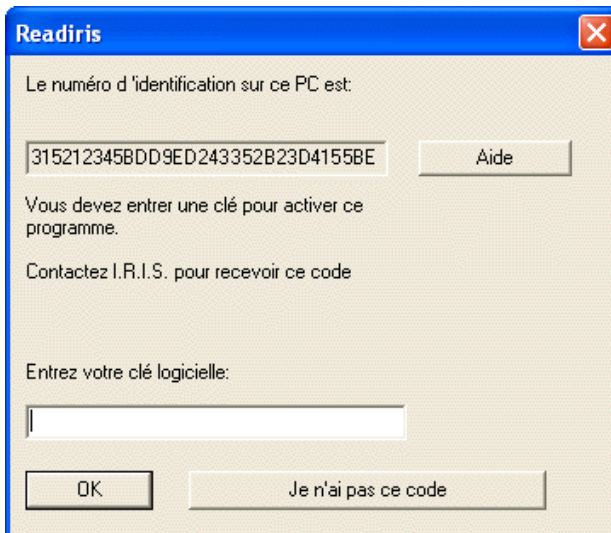 Readiris
Le numéro d 'identification sur ce PC est:
315212345BDD9ED243352B23D4155BE
Aide
Vous devez entrer une clé pour activer ce
programme.
Contactez I.R.I.S. pour recevoir ce code
Entrez votre clé logicielle:
OK
Je n'ai pas ce code